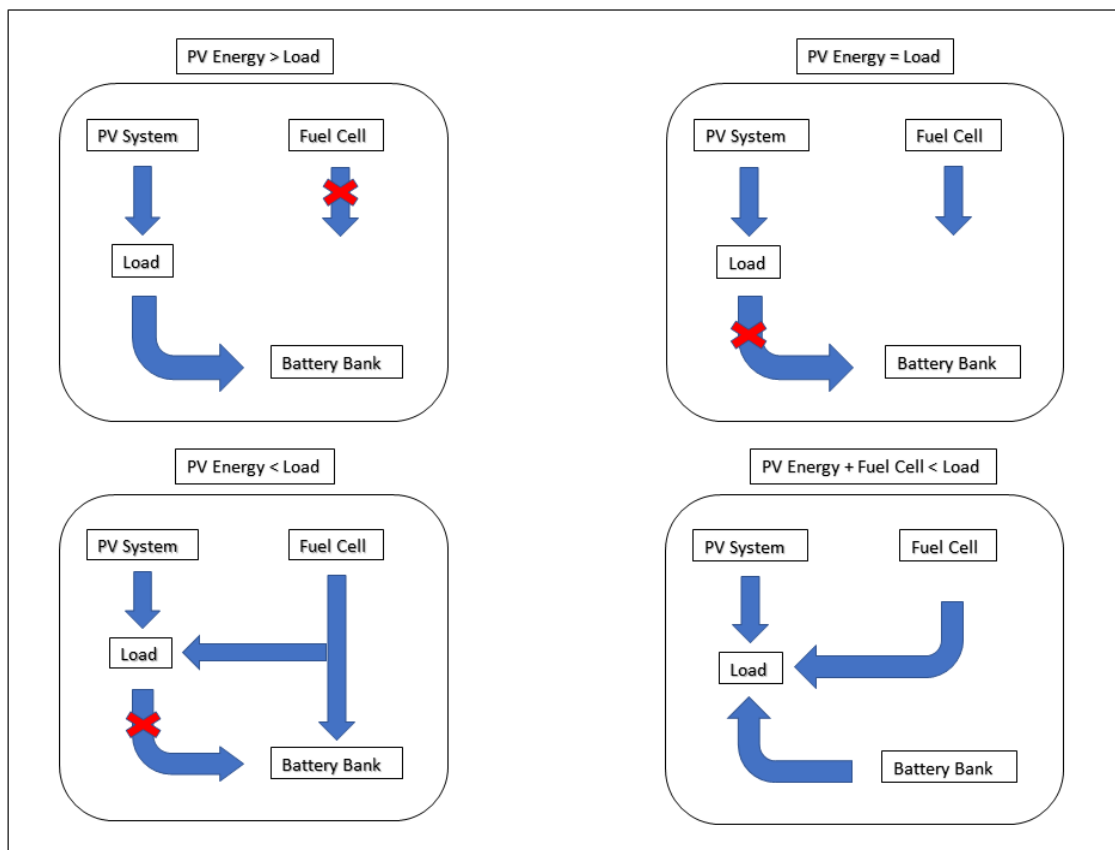 PV Energy > Load
PV System
Fuel Cell
Load
Battery Bank
PV Energy = Load
PV System
Fuel Cell
Load
Battery Bank
PV Energy < Load
PV System
Fuel Cell
Load
Battery Bank
PV Energy + Fuel Cell < Load
PV System
Fuel Cell
Load
Battery Bank